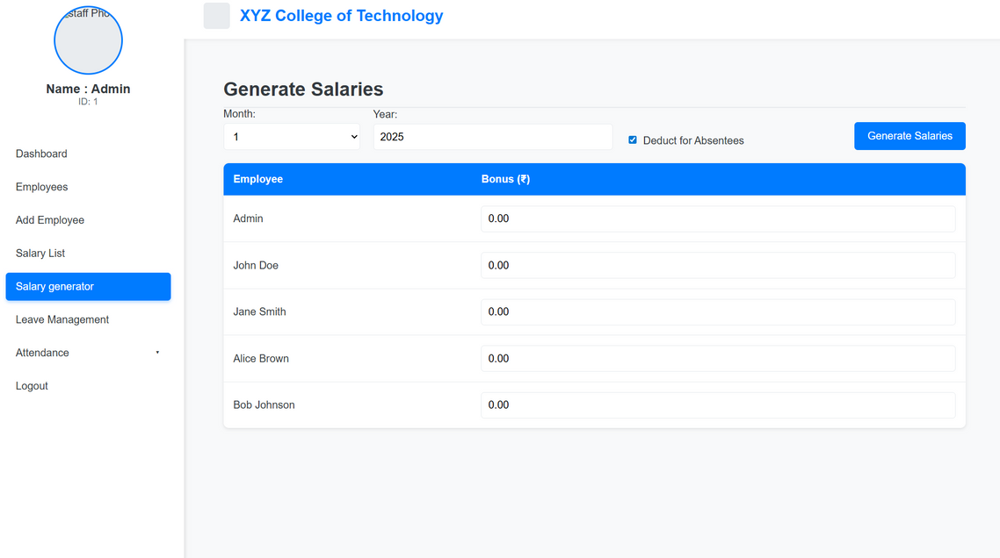 staff Pho
Name : Admin
ID: 1
Dashboard
Employees
Add Employee
Salary List
Salary generator
Leave Management
Attendance
Logout
XYZ College of Technology
Generate Salaries
Month:
Year:
1
2025
Deduct for Absentees
Generate Salaries
Employee Bonus (₹)
Admin 0.00
John Doe 0.00
Jane Smith 0.00
Alice Brown 0.00
Bob Johnson 0.00